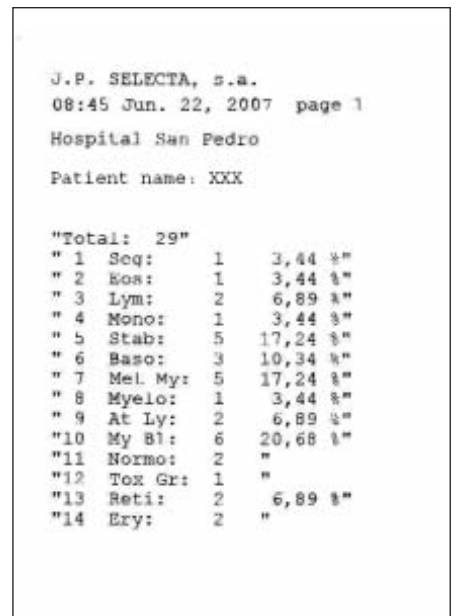 J.P. SELECTA, s.a.
08:45 Jun. 22, 2007 page 1
Hospital San Pedro
Patient name: XXX
"Total: 29"
" 1 Seg: 1 3,44 %"
" 2 Eos: 1 3,44 %"
" 3 Lym: 2 6,89 %"
" 4 Mono: 1 3,44 %"
" 5 Stab: 5 17,24 %"
" 6 Baso: 3 10,34 %"
" 7 Met My: 5 17,24 %"
" 8 Myelo: 1 3,44 %"
" 9 At Ly: 2 6,89 %"
"10 My Bl: 6 20,68 %"
"11 Normo: 2 "
"12 Tox Gr: 1 "
"13 Reti: 2 6,89 %"
"14 Ery: 2 "